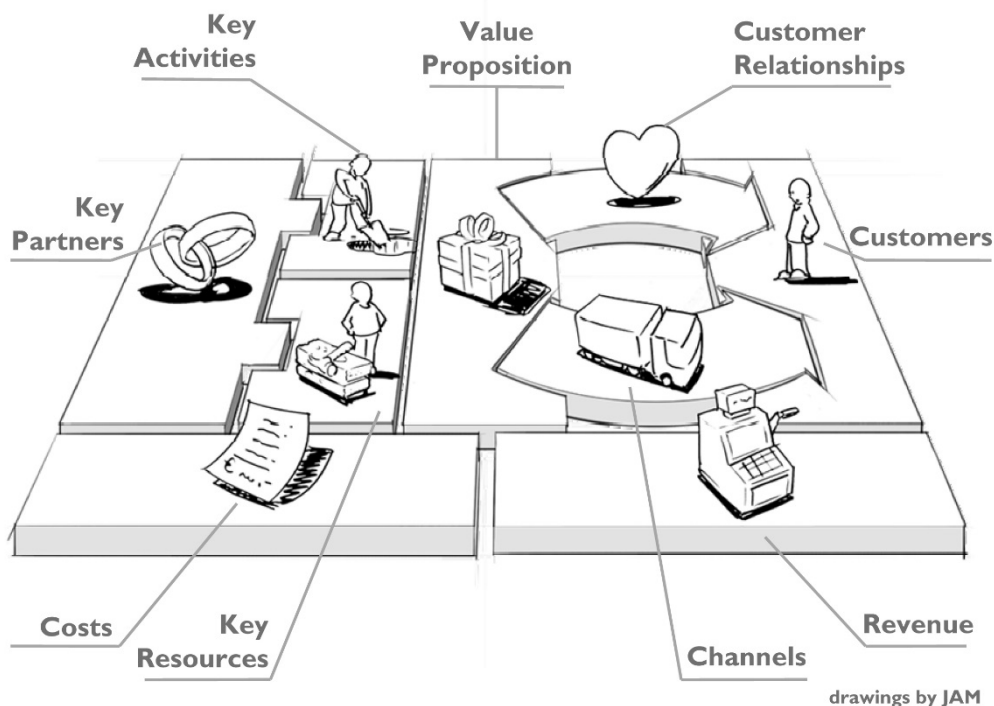 Key
Activities
Value
Proposition
Customer
Relationships
Key
Partners
Customers
Costs
Key
Resources
Channels
Revenue
drawings by JAM